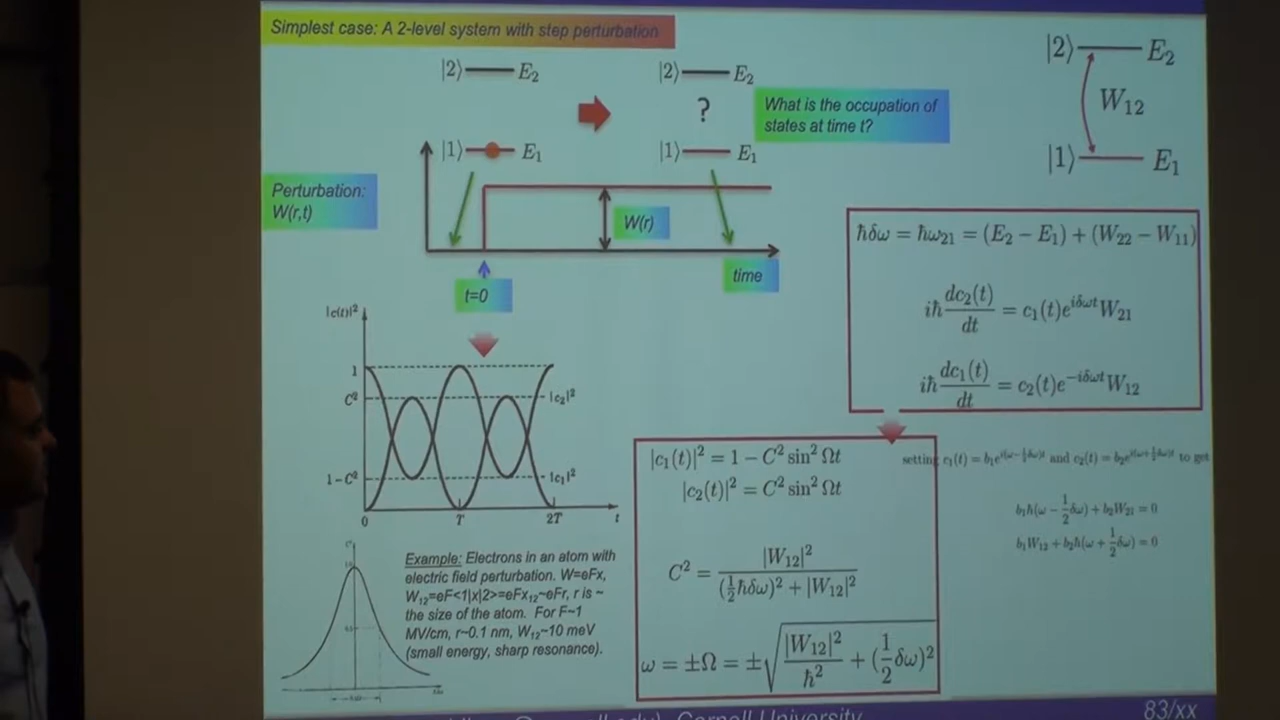 Simplest case: A 2-level system with step perturbation
|2⟩ E₂
|2⟩ E₂
|2⟩ E₂
?
What is the occupation of
states at time t?
W₁₂
|1⟩ E₁
|1⟩ E₁
|1⟩ E₁
Perturbation:
W(r,t)
W(r)
time
t=0
ħδω = ħω₂₁ = (E₂ − E₁) + (W₂₂ − W₁₁)
iħ dc₂(t)/dt = c₁(t)e^{iδωt}W₂₁
iħ dc₁(t)/dt = c₂(t)e^{−iδωt}W₁₂
|c(t)|²
1
C²
|c₂|²
1−C²
|c₁|²
0 T 2T t
|c₁(t)|² = 1 − C² sin² Ωt
|c₂(t)|² = C² sin² Ωt
C² = |W₁₂|² / ((½ħδω)² + |W₁₂|²)
ω = ±Ω = ±√(|W₁₂|²/ħ² + (½δω)²)
setting c₁(t) = b₁e^{i(ω−½δω)t} and c₂(t) = b₂e^{i(ω+½δω)t} to get
b₁ħ(ω − ½δω) + b₂W₂₁ = 0
b₁W₁₂ + b₂ħ(ω + ½δω) = 0
Example: Electrons in an atom with
electric field perturbation. W=eFx,
W₁₂=eF<1|x|2>=eFx₁₂~eFr, r is ~
the size of the atom. For F~1
MV/cm, r~0.1 nm, W₁₂~10 meV
(small energy, sharp resonance).
Cornell University
83/xx